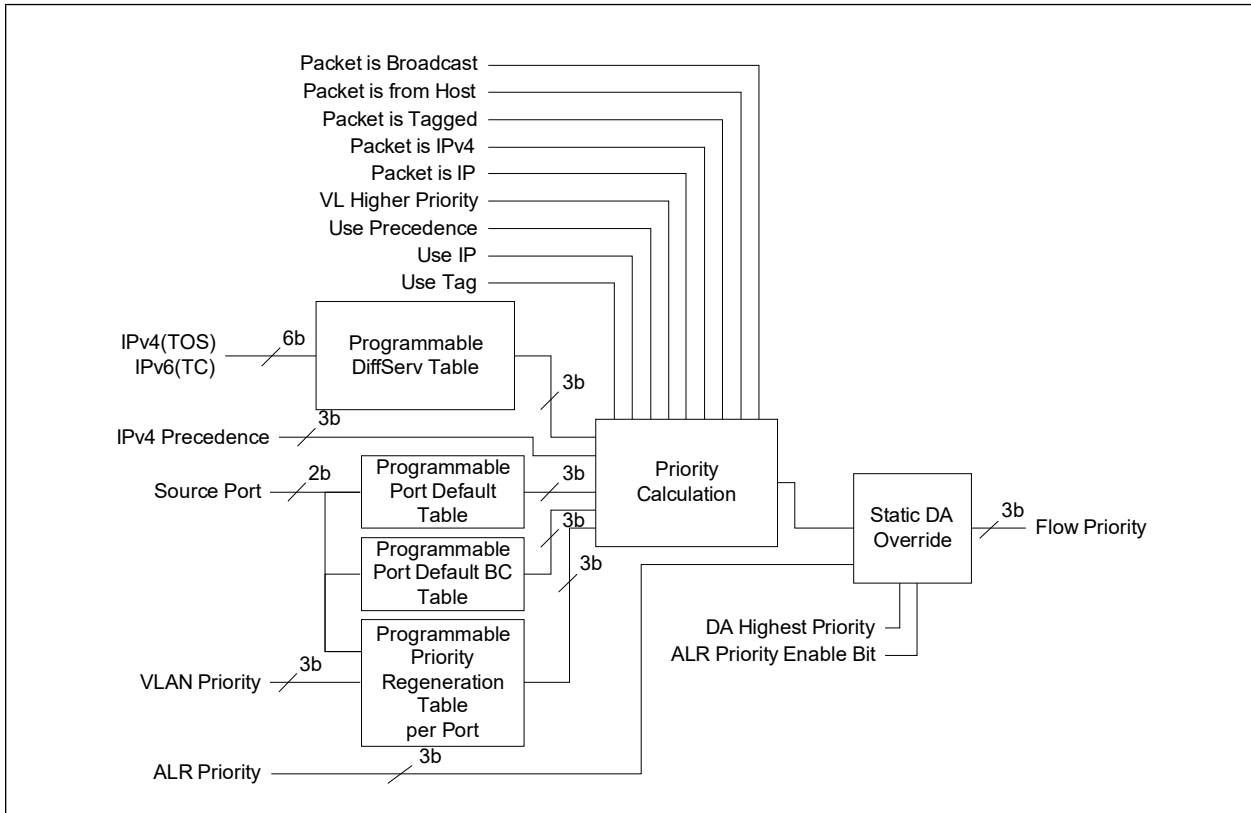 Packet is Broadcast
Packet is from Host
Packet is Tagged
Packet is IPv4
Packet is IP
VL Higher Priority
Use Precedence
Use IP
Use Tag
IPv4(TOS)
IPv6(TC)
6b
Programmable
DiffServ Table
3b
IPv4 Precedence
3b
Source Port
2b
Programmable
Port Default
Table
3b
Programmable
Port Default BC
Table
3b
VLAN Priority
3b
Programmable
Priority
Regeneration
Table
per Port
3b
ALR Priority
3b
Priority
Calculation
Static DA
Override
3b
Flow Priority
DA Highest Priority
ALR Priority Enable Bit